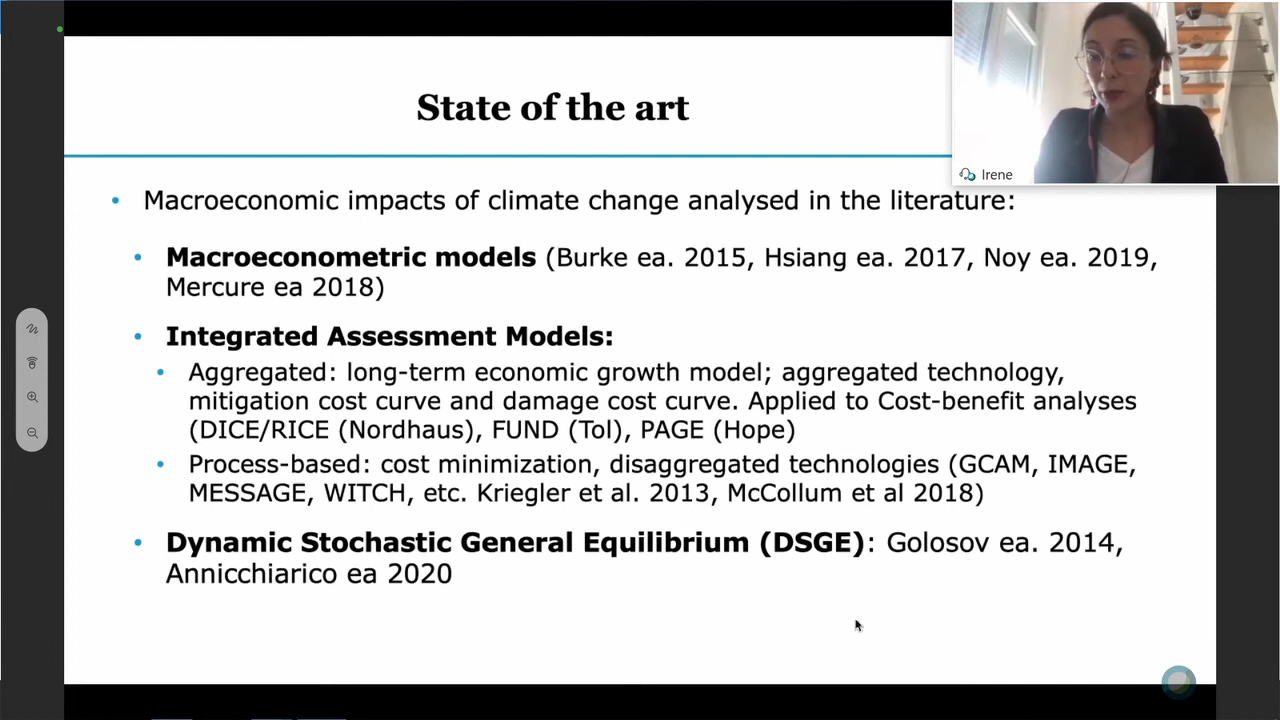 State of the art
Irene
• Macroeconomic impacts of climate change analysed in the literature:
• Macroeconometric models (Burke ea. 2015, Hsiang ea. 2017, Noy ea. 2019,
Mercure ea 2018)
• Integrated Assessment Models:
• Aggregated: long-term economic growth model; aggregated technology,
mitigation cost curve and damage cost curve. Applied to Cost-benefit analyses
(DICE/RICE (Nordhaus), FUND (Tol), PAGE (Hope)
• Process-based: cost minimization, disaggregated technologies (GCAM, IMAGE,
MESSAGE, WITCH, etc. Kriegler et al. 2013, McCollum et al 2018)
• Dynamic Stochastic General Equilibrium (DSGE): Golosov ea. 2014,
Annicchiarico ea 2020